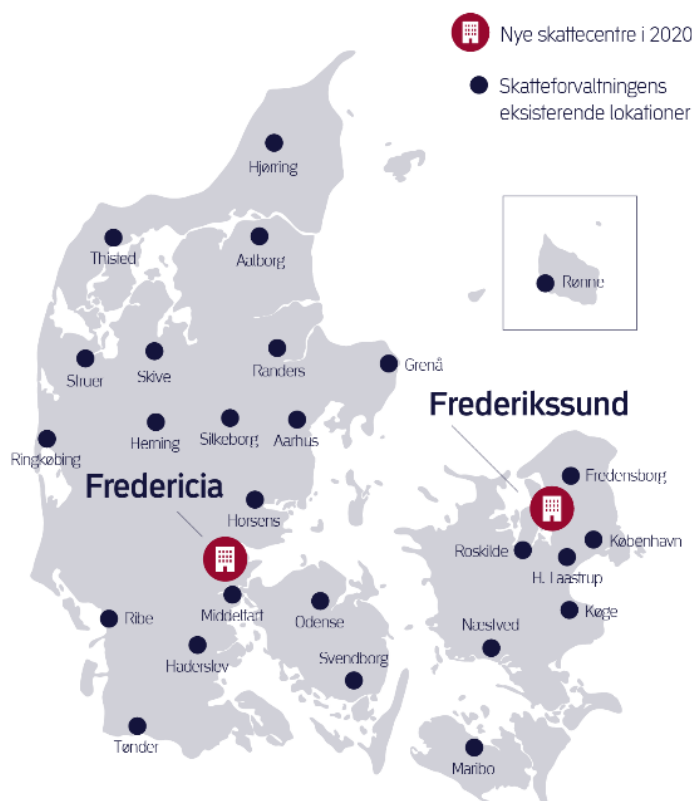 Nye skattecentre i 2020
Skatteforvaltningens
eksisterende lokationer
Hjørring
Thisted
Aalborg
Rønne
Struer
Skive
Randers
Grenå
Frederikssund
Ringkøbing
Herning
Silkeborg
Aarhus
Fredericia
Fredensborg
Horsens
København
Roskilde
H. Taastrup
Middelfart
Odense
Køge
Ribe
Næstved
Haderslev
Svendborg
Tønder
Maribo